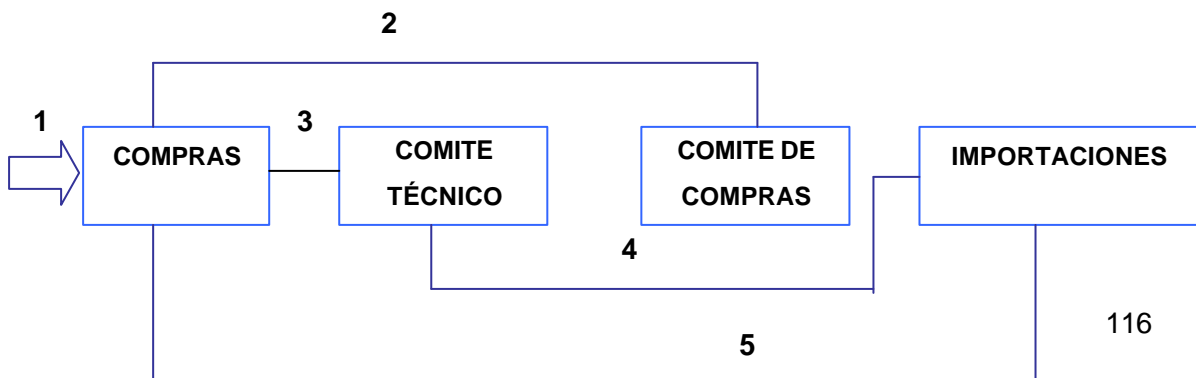 2
1
3
COMPRAS
COMITE
TÉCNICO
COMITE DE
COMPRAS
IMPORTACIONES
4
5
116